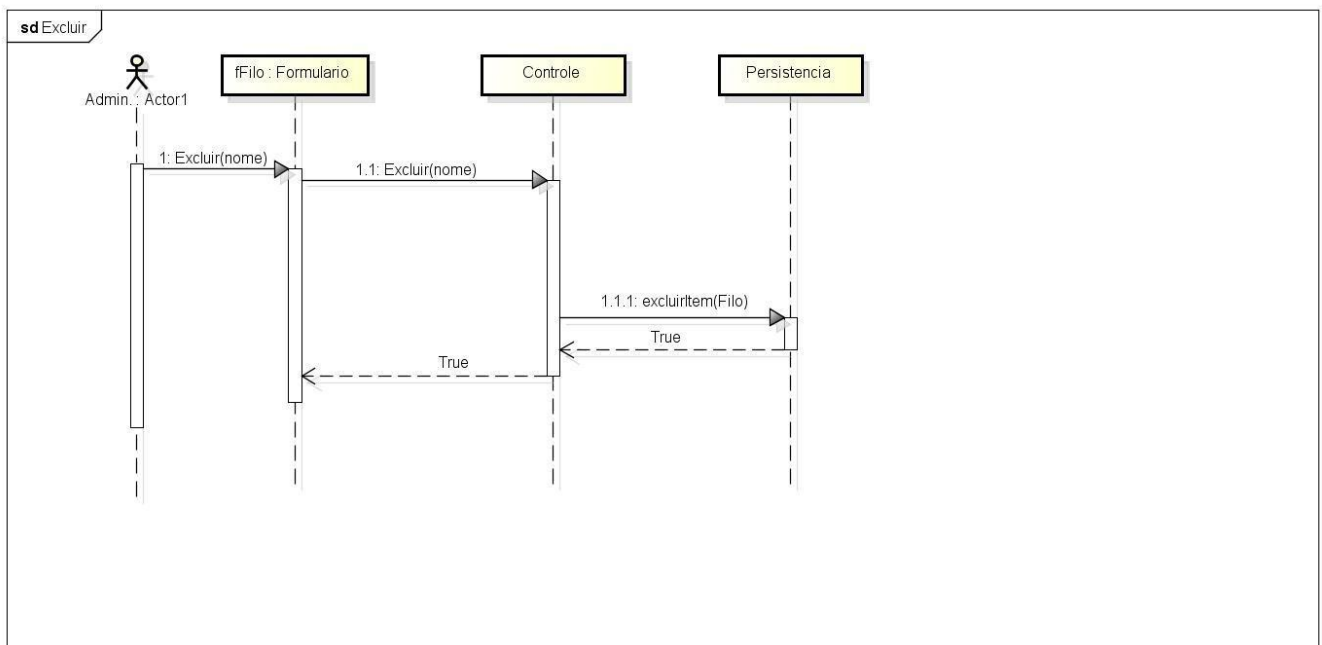 sd Excluir
Admin. : Actor1
fFilo : Formulario
Controle
Persistencia
1: Excluir(nome)
1.1: Excluir(nome)
1.1.1: excluirItem(Filo)
True
True